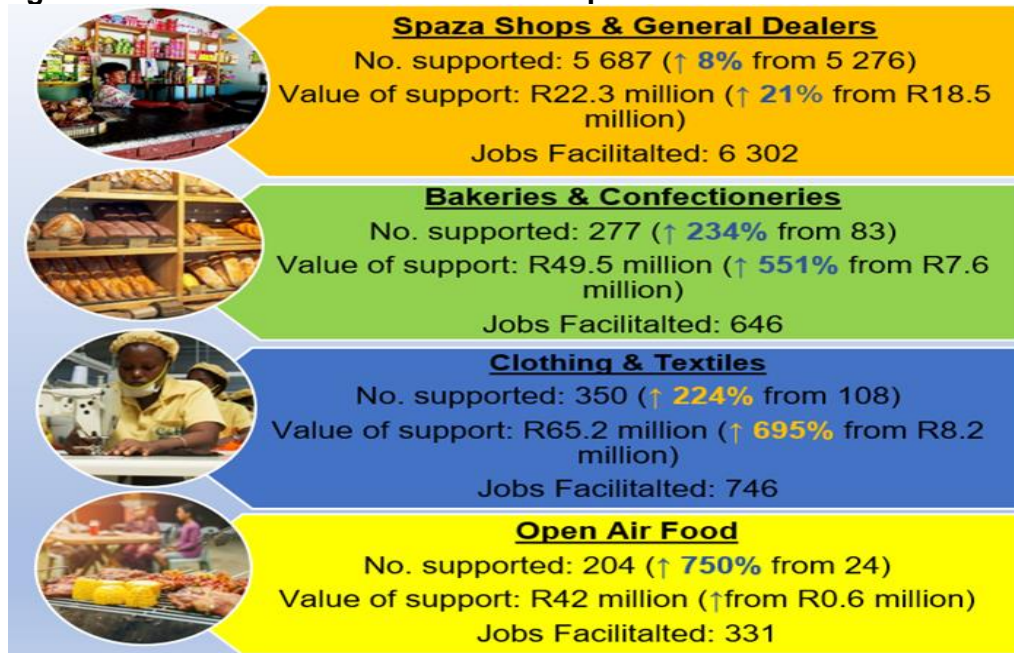 Spaza Shops & General Dealers
No. supported: 5 687 (↑ 8% from 5 276)
Value of support: R22.3 million (↑ 21% from R18.5
million)
Jobs Facilitalted: 6 302
Bakeries & Confectioneries
No. supported: 277 (↑ 234% from 83)
Value of support: R49.5 million (↑ 551% from R7.6
million)
Jobs Facilitalted: 646
Clothing & Textiles
No. supported: 350 (↑ 224% from 108)
Value of support: R65.2 million (↑ 695% from R8.2
million)
Jobs Facilitalted: 746
Open Air Food
No. supported: 204 (↑ 750% from 24)
Value of support: R42 million (↑from R0.6 million)
Jobs Facilitalted: 331